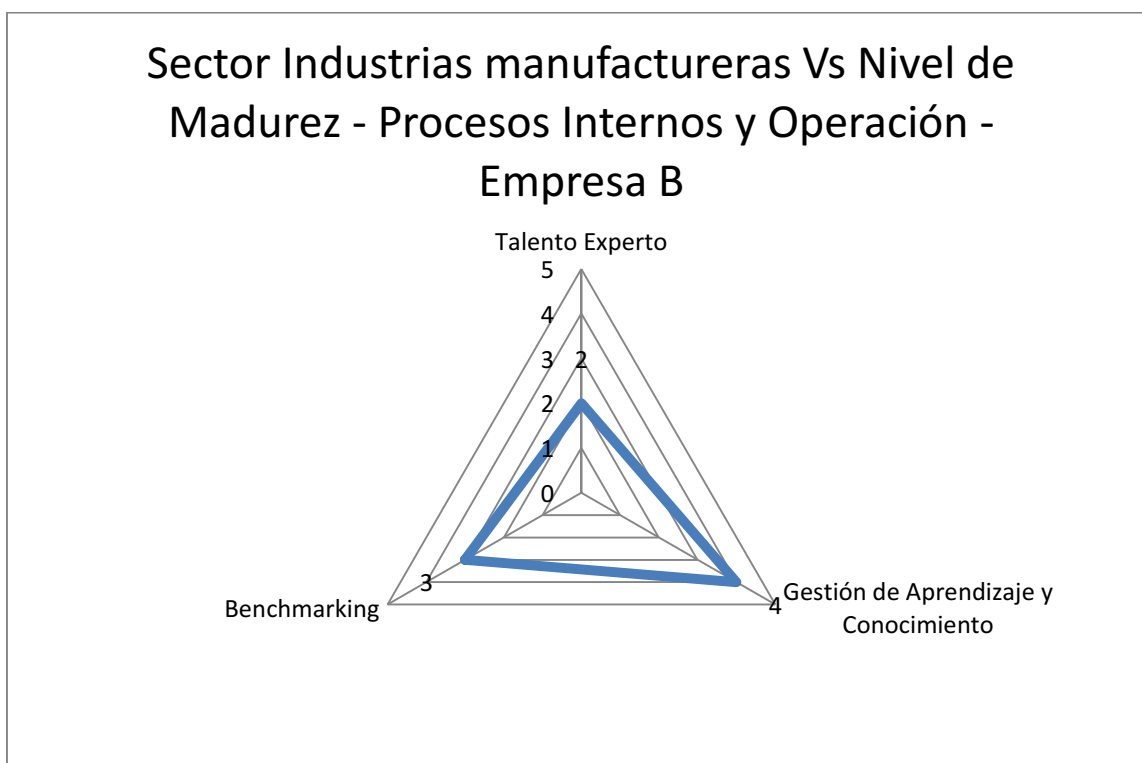 Sector Industrias manufactureras Vs Nivel de
Madurez - Procesos Internos y Operación -
Empresa B
Talento Experto
5
4
3
2
2
1
0
3
Benchmarking
4
Gestión de Aprendizaje y
Conocimiento